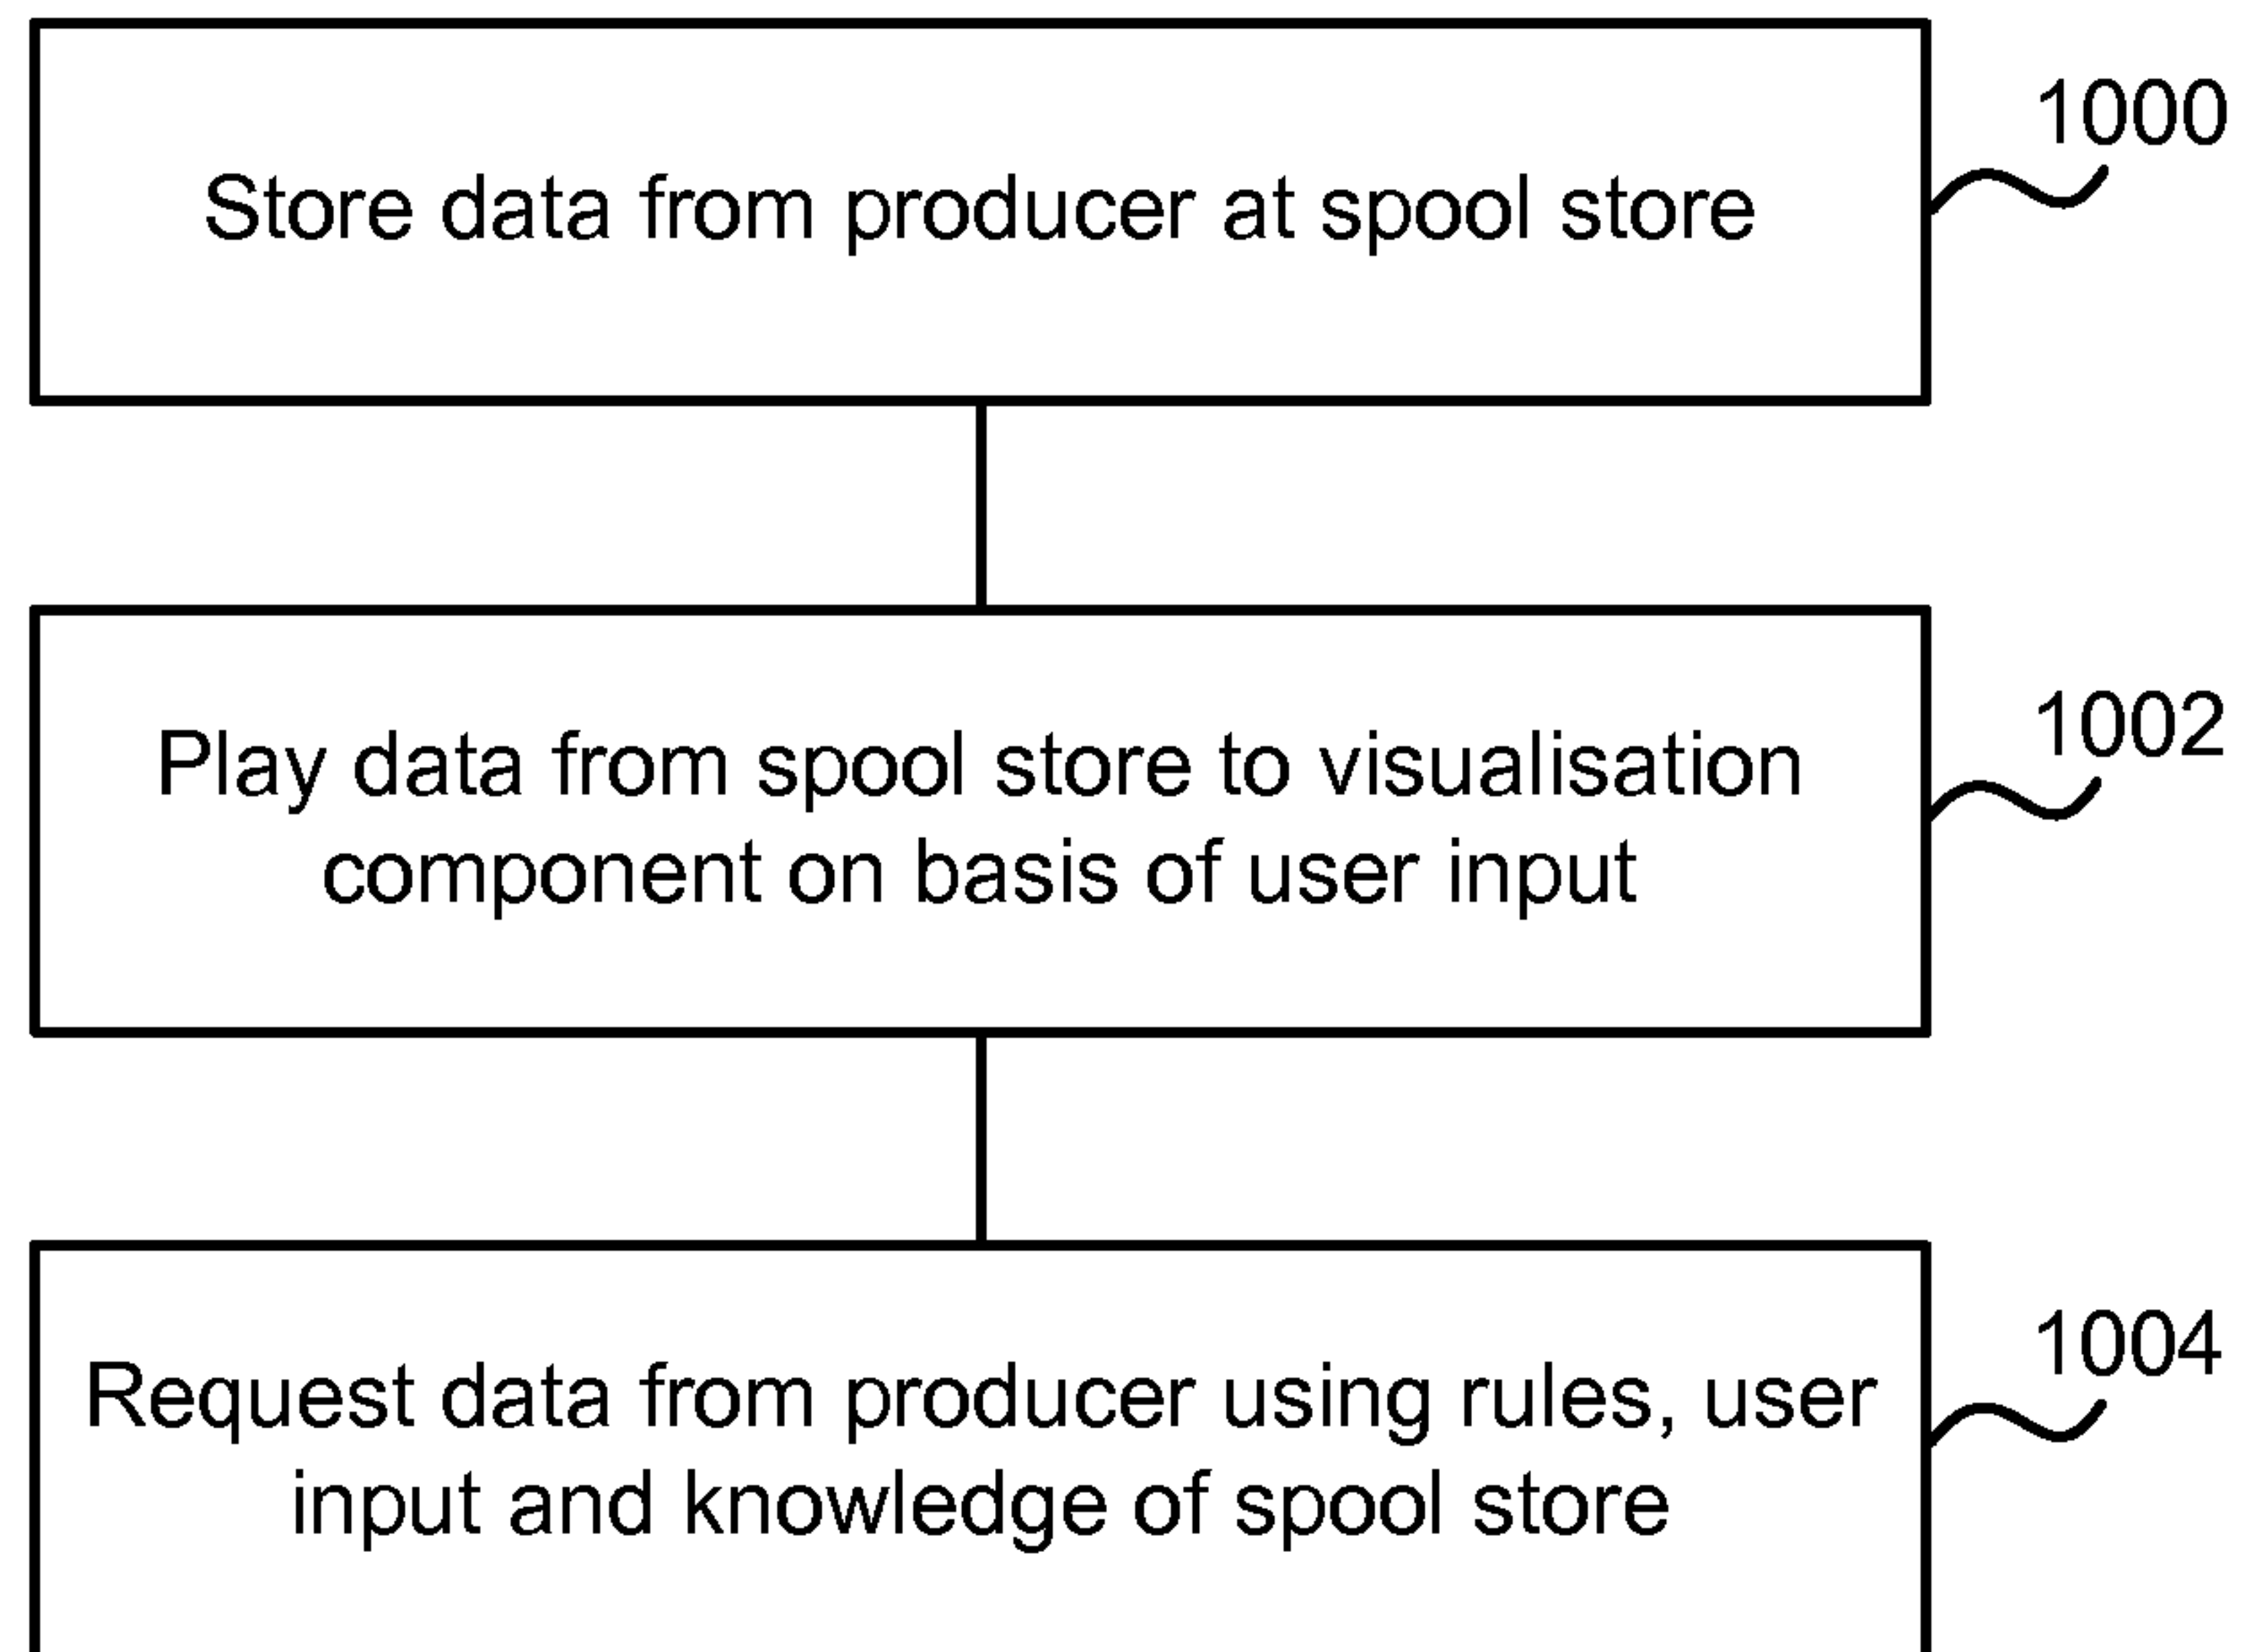 1000
Store data from producer at spool store
1002
Play data from spool store to visualisation
component on basis of user input
1004
Request data from producer using rules, user
input and knowledge of spool store